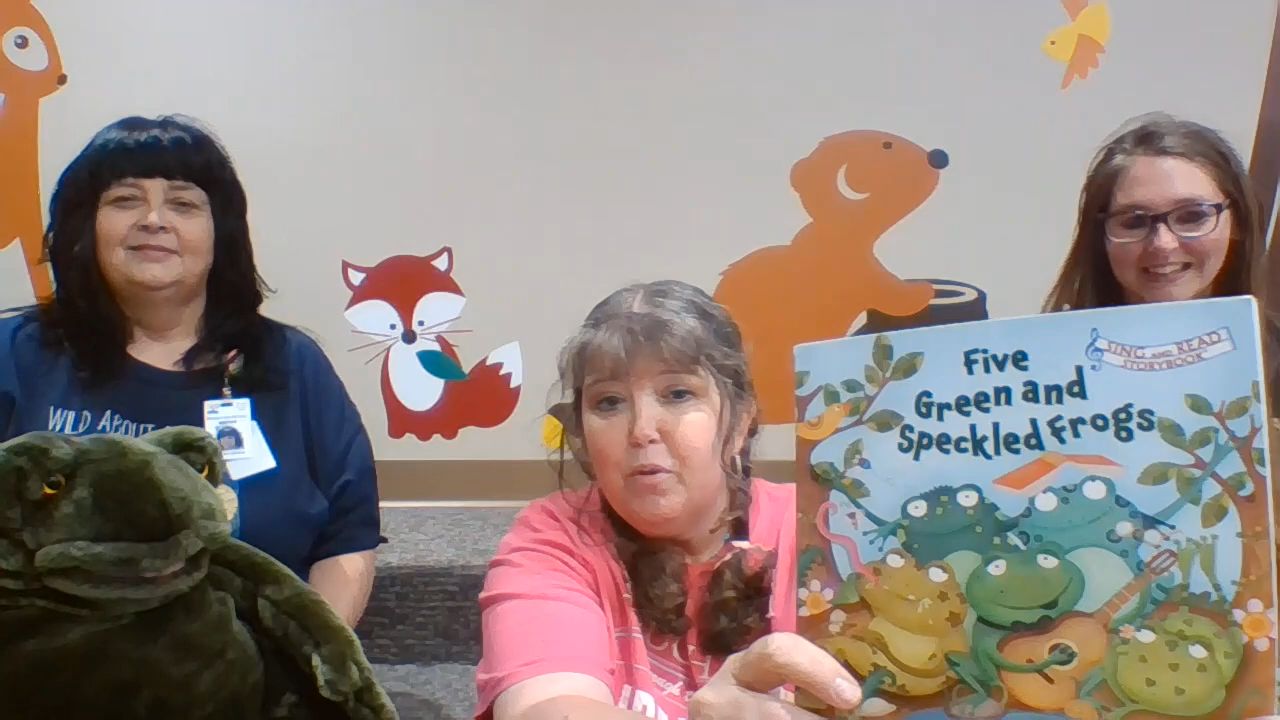 WILD ABOUT
SING AND READ
STORYBOOK
Five
Green and
Speckled Frogs